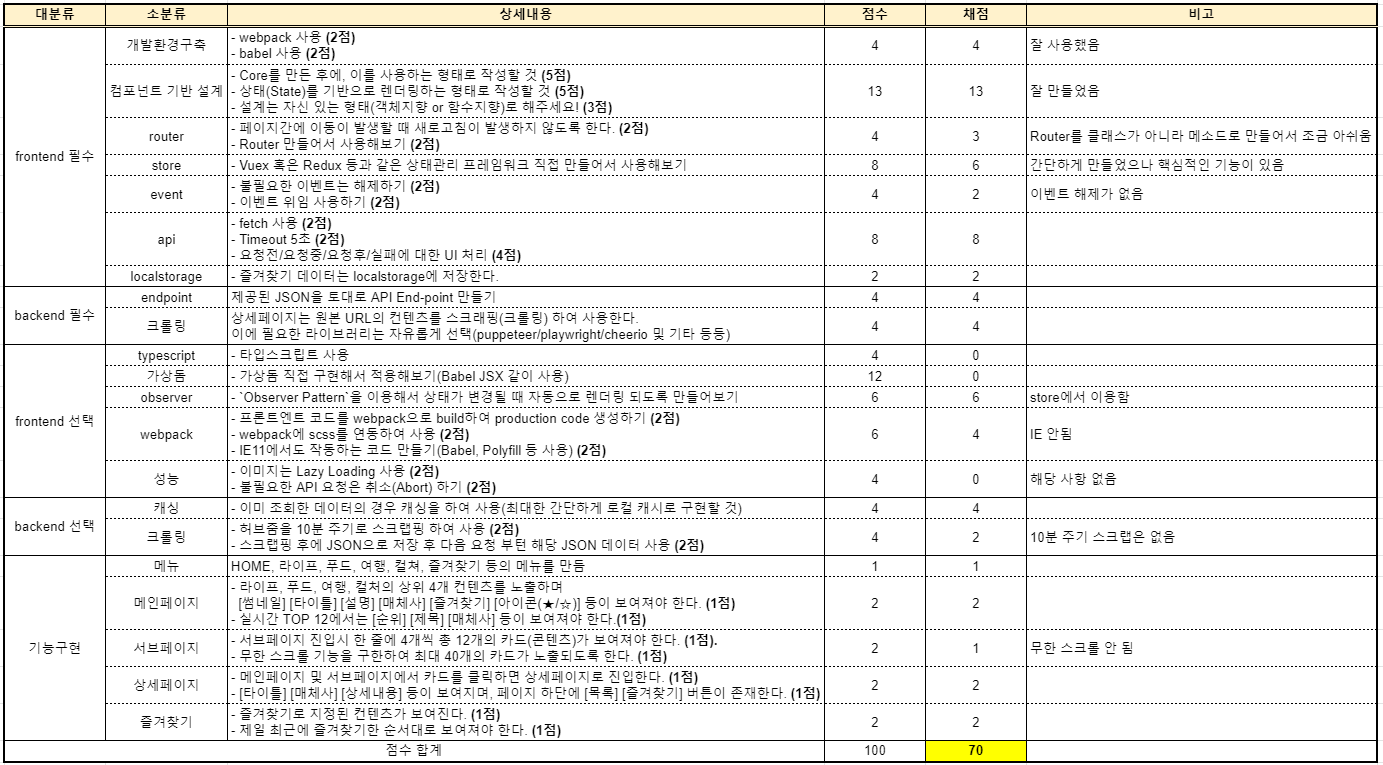 대분류 소분류 상세내용 점수 채점 비고
frontend 필수
개발환경구축
- webpack 사용 (2점)
- babel 사용 (2점)
4 4 잘 사용했음
컴포넌트 기반 설계
- Core를 만든 후에, 이를 사용하는 형태로 작성할 것 (5점)
- 상태(State)를 기반으로 렌더링하는 형태로 작성할 것 (5점)
- 설계는 자신 있는 형태(객체지향 or 함수지향)로 해주세요! (3점)
13 13 잘 만들었음
router
- 페이지간에 이동이 발생할 때 새로고침이 발생하지 않도록 한다. (2점)
- Router 만들어서 사용해보기 (2점)
4 3 Router를 클래스가 아니라 메소드로 만들어서 조금 아쉬움
store
- Vuex 혹은 Redux 등과 같은 상태관리 프레임워크 직접 만들어서 사용해보기
8 6 간단하게 만들었으나 핵심적인 기능이 있음
event
- 불필요한 이벤트는 해제하기 (2점)
- 이벤트 위임 사용하기 (2점)
4 2 이벤트 해제가 없음
api
- fetch 사용 (2점)
- Timeout 5초 (2점)
- 요청전/요청중/요청후/실패에 대한 UI 처리 (4점)
8 8
localstorage
- 즐겨찾기 데이터는 localstorage에 저장한다.
2 2
backend 필수
endpoint
제공된 JSON을 토대로 API End-point 만들기
4 4
크롤링
상세페이지는 원본 URL의 컨텐츠를 스크래핑(크롤링) 하여 사용한다.
이에 필요한 라이브러리는 자유롭게 선택(puppeteer/playwright/cheerio 및 기타 등등)
4 4
frontend 선택
typescript
- 타입스크립트 사용
4 0
가상돔
- 가상돔 직접 구현해서 적용해보기(Babel JSX 같이 사용)
12 0
observer
- `Observer Pattern`을 이용해서 상태가 변경될 때 자동으로 렌더링 되도록 만들어보기
6 6 store에서 이용함
webpack
- 프론트엔트 코드를 webpack으로 build하여 production code 생성하기 (2점)
- webpack에 scss를 연동하여 사용 (2점)
- IE11에서도 작동하는 코드 만들기(Babel, Polyfill 등 사용) (2점)
6 4 IE 안됨
성능
- 이미지는 Lazy Loading 사용 (2점)
- 불필요한 API 요청은 취소(Abort) 하기 (2점)
4 0 해당 사항 없음
backend 선택
캐싱
- 이미 조회한 데이터의 경우 캐싱을 하여 사용(최대한 간단하게 로컬 캐시로 구현할 것)
4 4
크롤링
- 허브줌을 10분 주기로 스크랩핑 하여 사용 (2점)
- 스크랩핑 후에 JSON으로 저장 후 다음 요청 부턴 해당 JSON 데이터 사용 (2점)
4 2 10분 주기 스크랩은 없음
기능구현
메뉴
HOME, 라이프, 푸드, 여행, 컬쳐, 즐겨찾기 등의 메뉴를 만듬
1 1
메인페이지
- 라이프, 푸드, 여행, 컬처의 상위 4개 컨텐츠를 노출하며
[썸네일] [타이틀] [설명] [매체사] [즐겨찾기] [아이콘(★/☆)] 등이 보여져야 한다. (1점)
- 실시간 TOP 12에서는 [순위] [제목] [매체사] 등이 보여져야 한다.(1점)
2 2
서브페이지
- 서브페이지 진입시 한 줄에 4개씩 총 12개의 카드(콘텐츠)가 보여져야 한다. (1점).
- 무한 스크롤 기능을 구한하여 최대 40개의 카드가 노출되도록 한다. (1점)
2 1 무한 스크롤 안 됨
상세페이지
- 메인페이지 및 서브페이지에서 카드를 클릭하면 상세페이지로 진입한다. (1점)
- [타이틀] [매체사] [상세내용] 등이 보여지며, 페이지 하단에 [목록] [즐겨찾기] 버튼이 존재한다. (1점)
2 2
즐겨찾기
- 즐겨찾기로 지정된 컨텐츠가 보여진다. (1점)
- 제일 최근에 즐겨찾기한 순서대로 보여져야 한다. (1점)
2 2
점수 합계 100 70